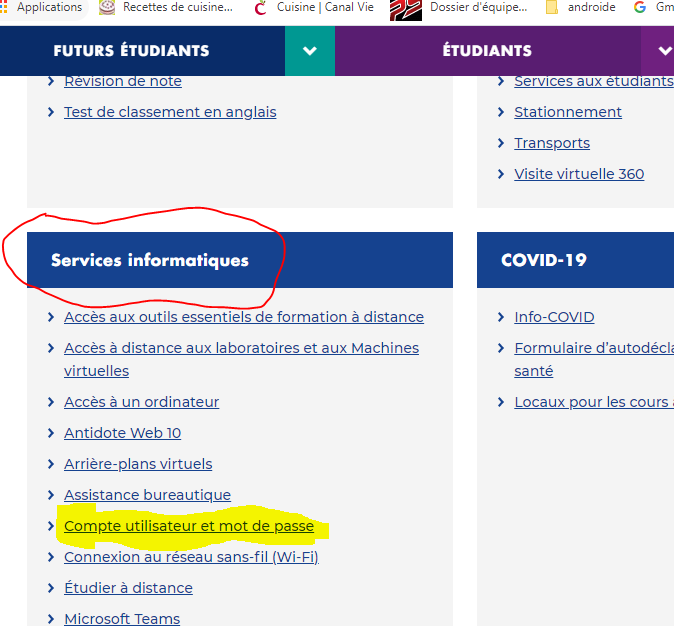 Applications Recettes de cuisine... Cuisine | Canal Vie Dossier d'équipe... androide Gm
FUTURS ÉTUDIANTS ÉTUDIANTS
Révision de note
Test de classement en anglais
Services aux étudiants
Stationnement
Transports
Visite virtuelle 360
Services informatiques
Accès aux outils essentiels de formation à distance
Accès à distance aux laboratoires et aux Machines
virtuelles
Accès à un ordinateur
Antidote Web 10
Arrière-plans virtuels
Assistance bureautique
Compte utilisateur et mot de passe
Connexion au réseau sans-fil (Wi-Fi)
Étudier à distance
Microsoft Teams
COVID-19
Info-COVID
Formulaire d'autodécla
santé
Locaux pour les cours